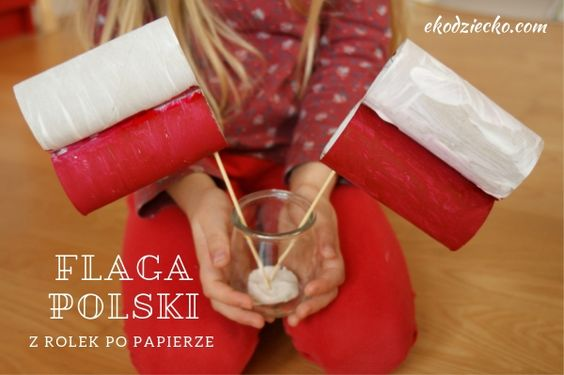 ekodziecko.com
FLAGA
POLSKI
Z ROLEK PO PAPIERZE